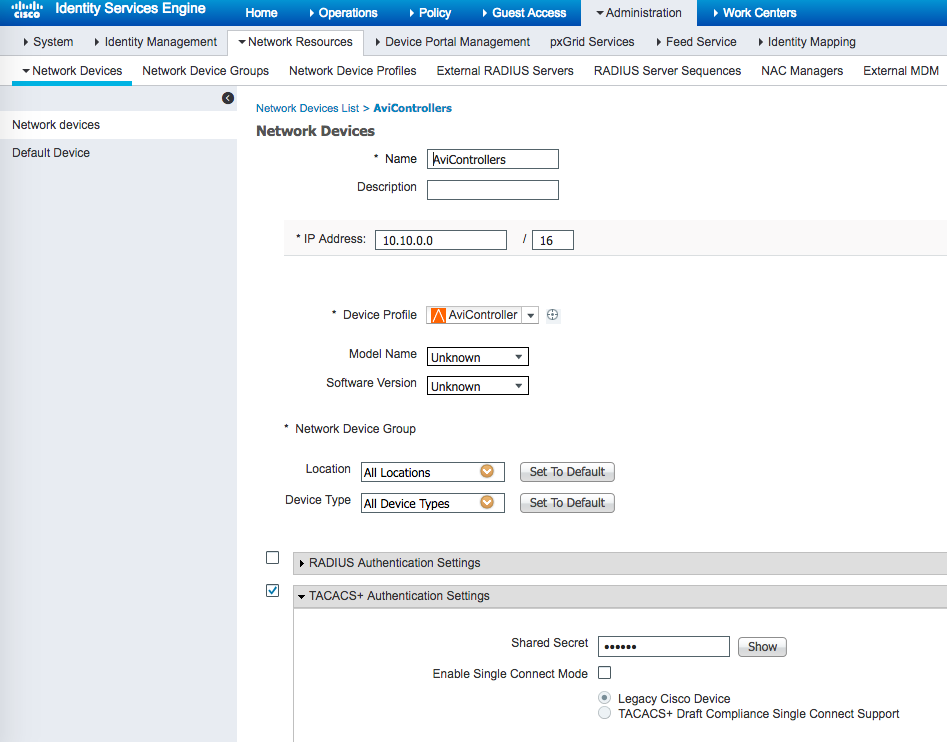 CISCO Identity Services Engine Home Operations Policy Guest Access Administration Work Centers
System Identity Management Network Resources Device Portal Management pxGrid Services Feed Service Identity Mapping
Network Devices Network Device Groups Network Device Profiles External RADIUS Servers RADIUS Server Sequences NAC Managers External MDM
Network devices
Default Device
Network Devices List > AviControllers
Network Devices
* Name AviControllers
Description
* IP Address: 10.10.0.0 / 16
* Device Profile AviController
Model Name Unknown
Software Version Unknown
* Network Device Group
Location All Locations Set To Default
Device Type All Device Types Set To Default
RADIUS Authentication Settings
TACACS+ Authentication Settings
Shared Secret •••••• Show
Enable Single Connect Mode
Legacy Cisco Device
TACACS+ Draft Compliance Single Connect Support